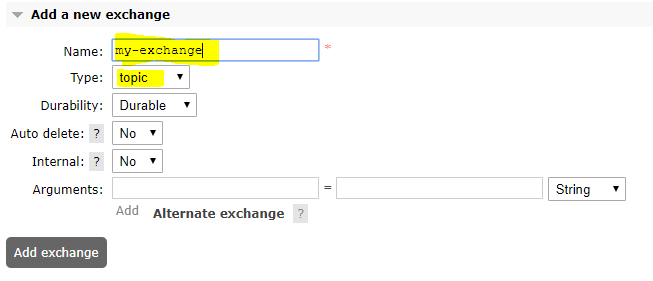 Add a new exchange
Name: my-exchange *
Type: topic
Durability: Durable
Auto delete: ? No
Internal: ? No
Arguments: = String
Add Alternate exchange ?
Add exchange